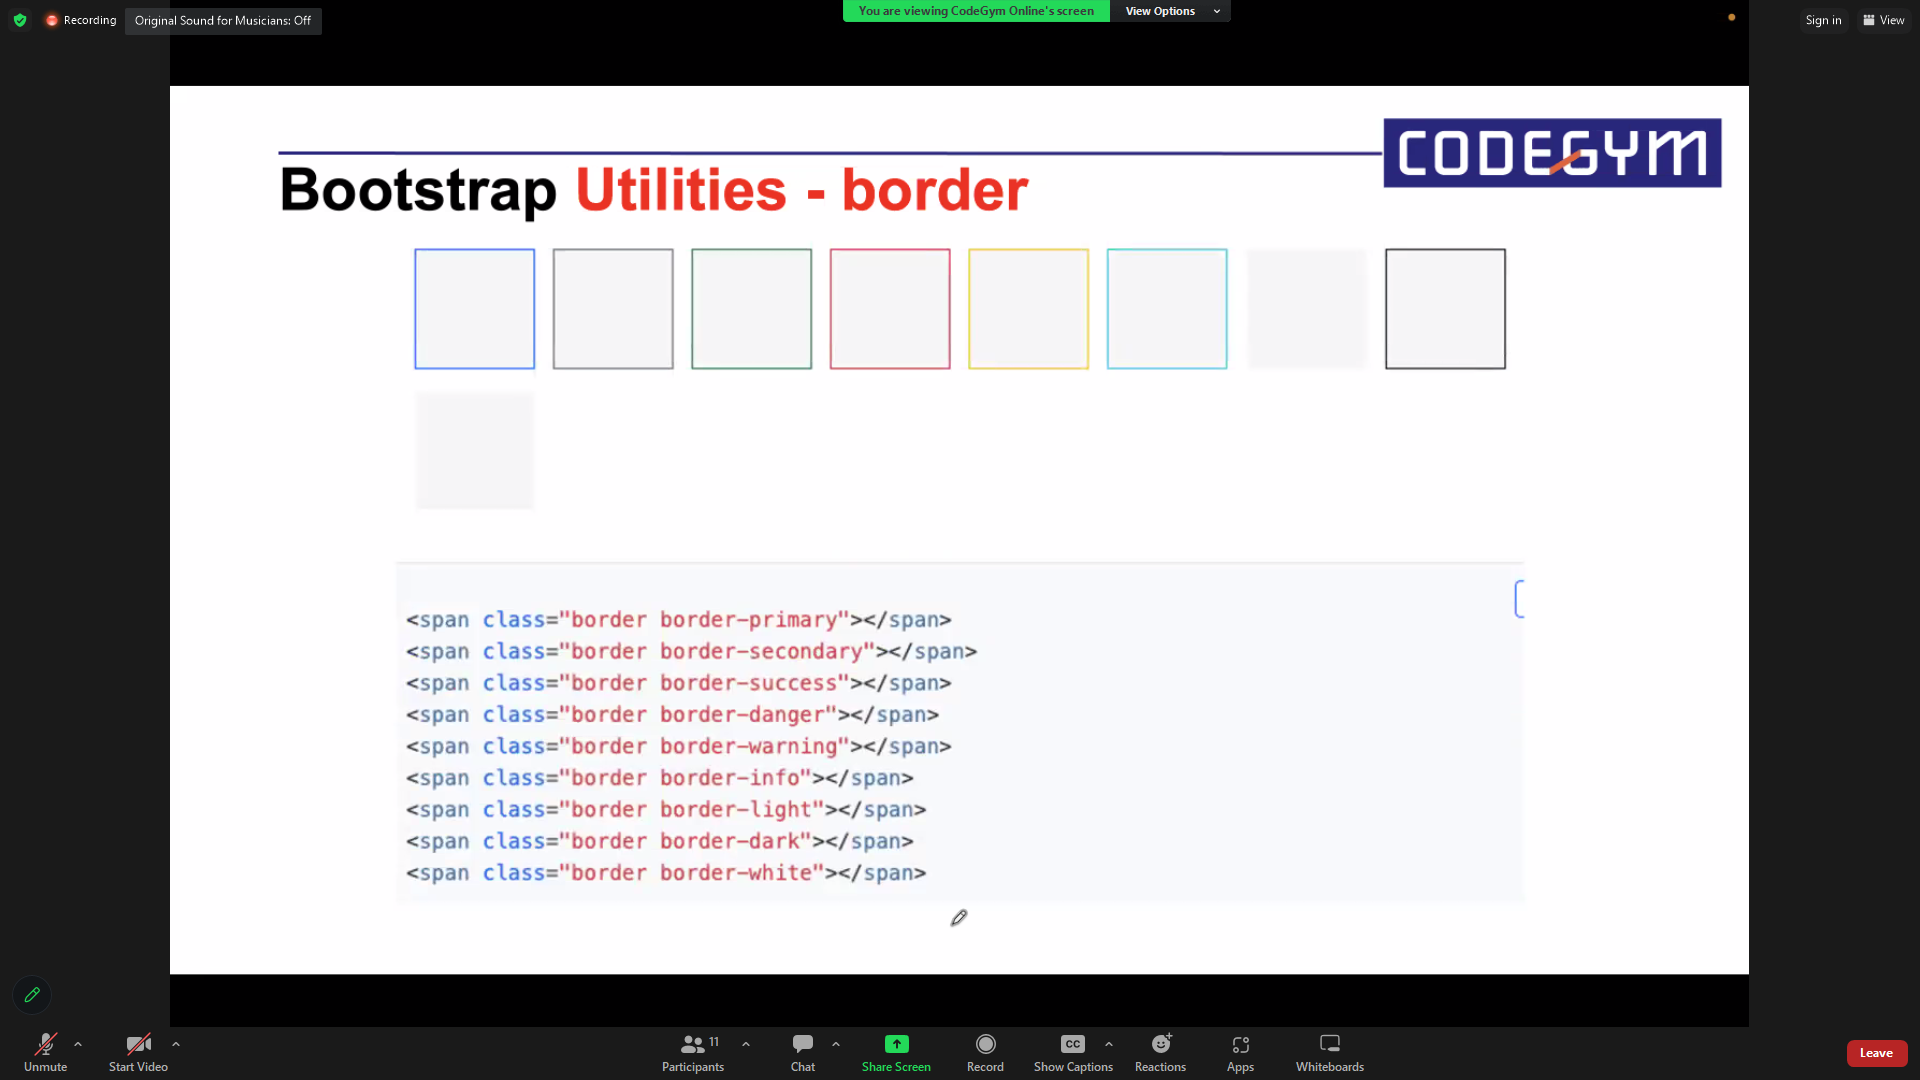 Recording
Original Sound for Musicians: Off
You are viewing CodeGym Online's screen
View Options
Sign in
View
CODEGYM
Bootstrap Utilities - border
<span class="border border-primary"></span>
<span class="border border-secondary"></span>
<span class="border border-success"></span>
<span class="border border-danger"></span>
<span class="border border-warning"></span>
<span class="border border-info"></span>
<span class="border border-light"></span>
<span class="border border-dark"></span>
<span class="border border-white"></span>
Unmute
Start Video
11
Participants
Chat
Share Screen
Record
CC
Show Captions
Reactions
Apps
Whiteboards
Leave